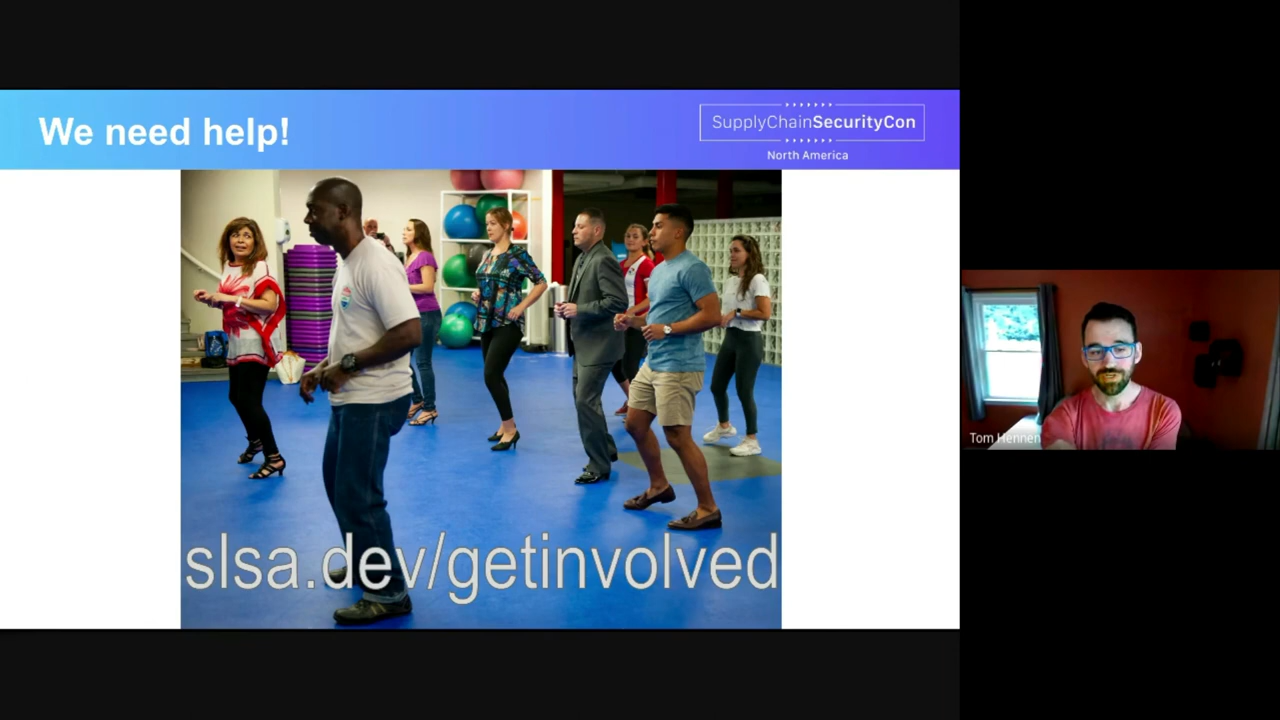 We need help!
SupplyChainSecurityCon
North America
slsa.dev/getinvolved
Tom Hennen